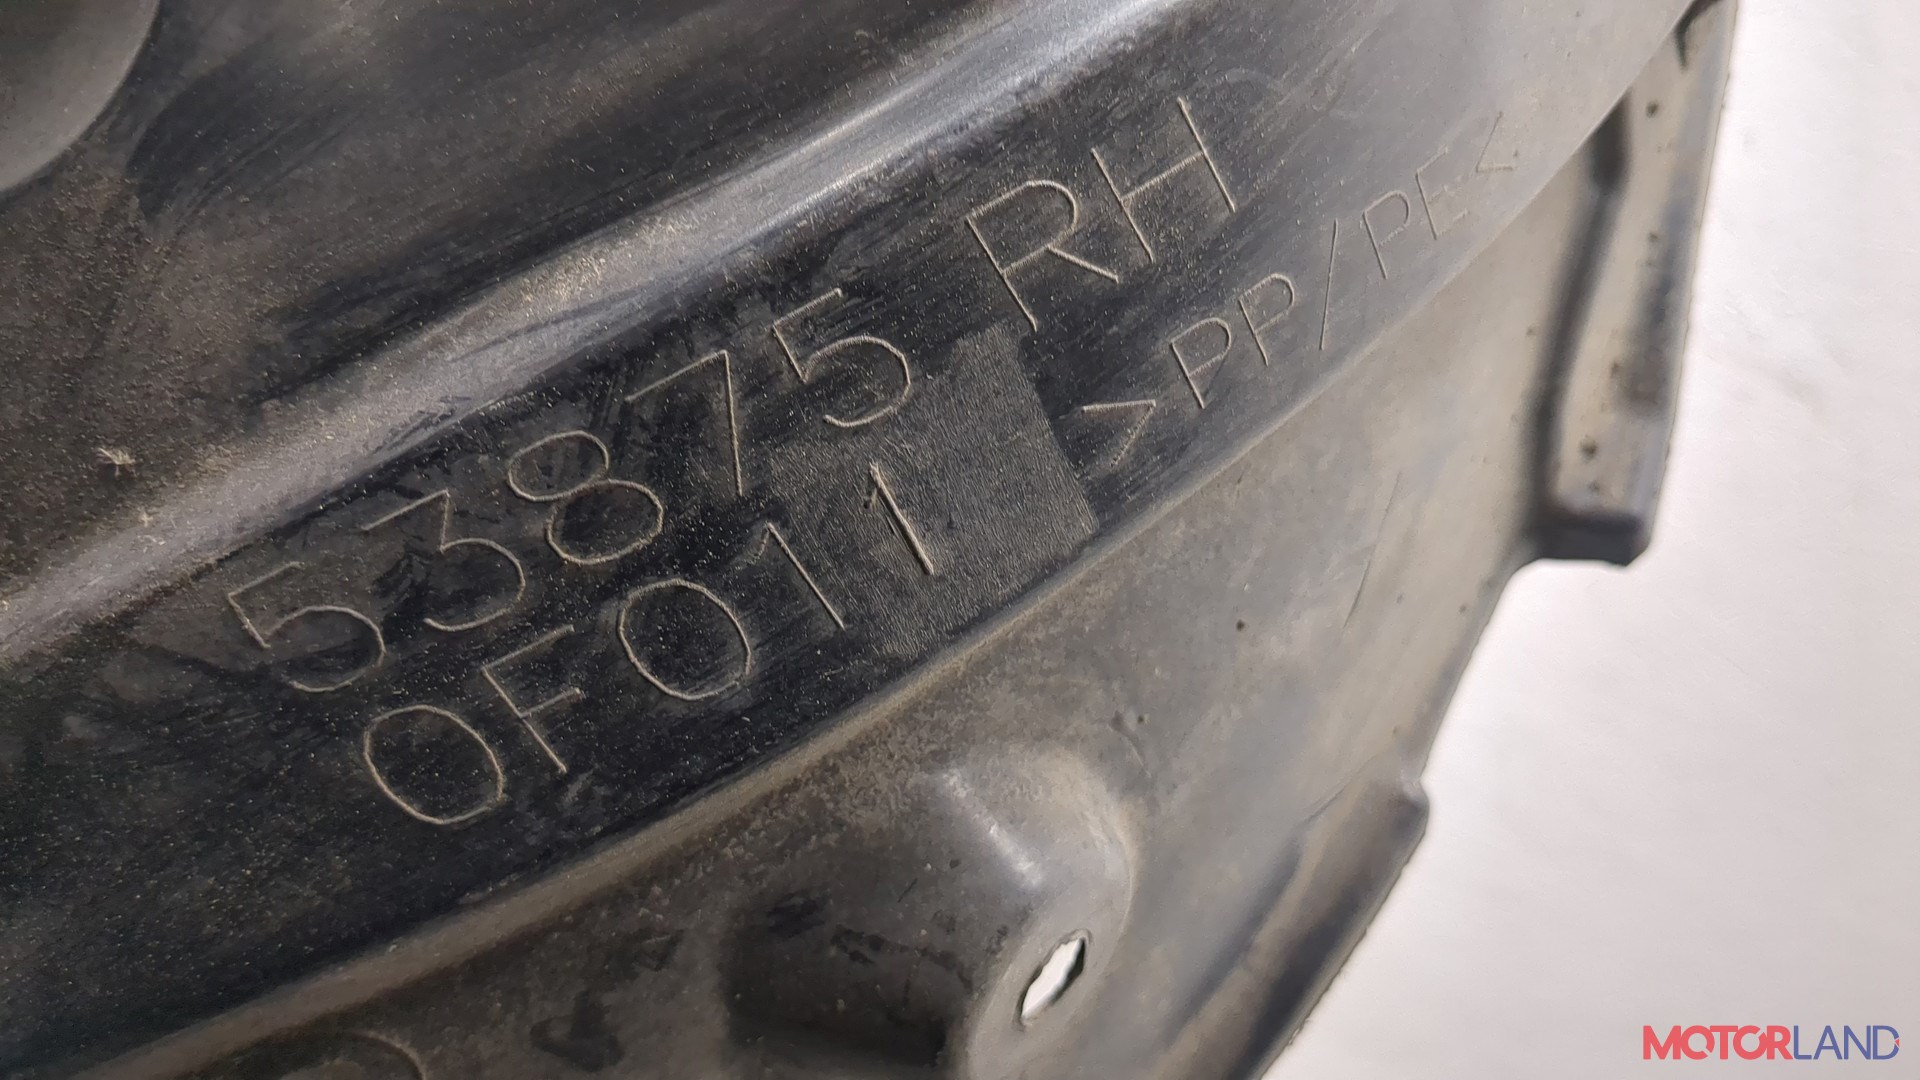 53875 RH
0F011 >PP/PE<
MOTORLAND